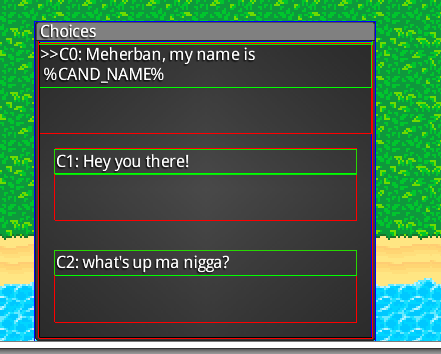 Choices
>>C0: Meherban, my name is
%CAND_NAME%
C1: Hey you there!
C2: what's up ma nigga?